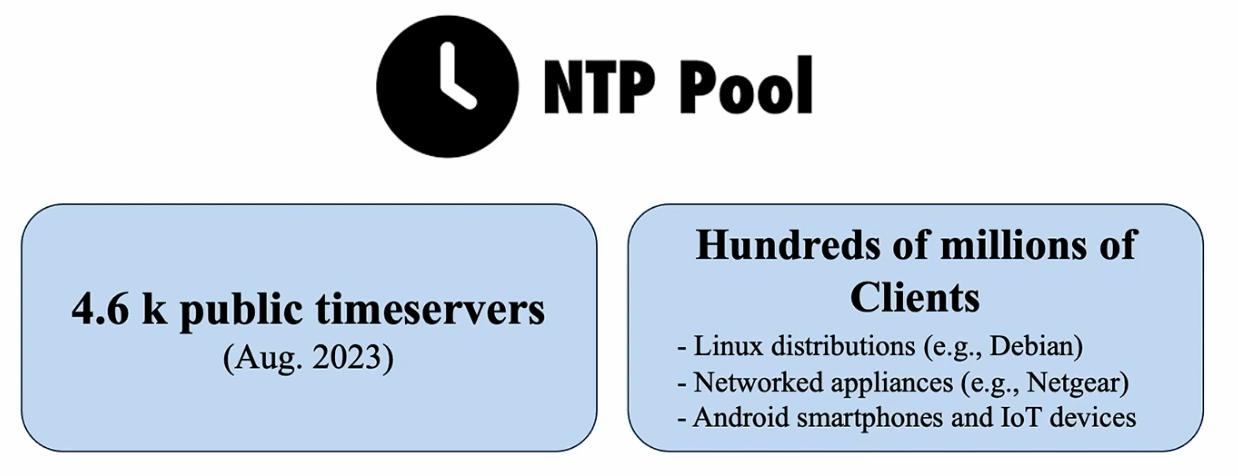 NTP Pool
4.6 k public timeservers
(Aug. 2023)
Hundreds of millions of
Clients
- Linux distributions (e.g., Debian)
- Networked appliances (e.g., Netgear)
- Android smartphones and IoT devices